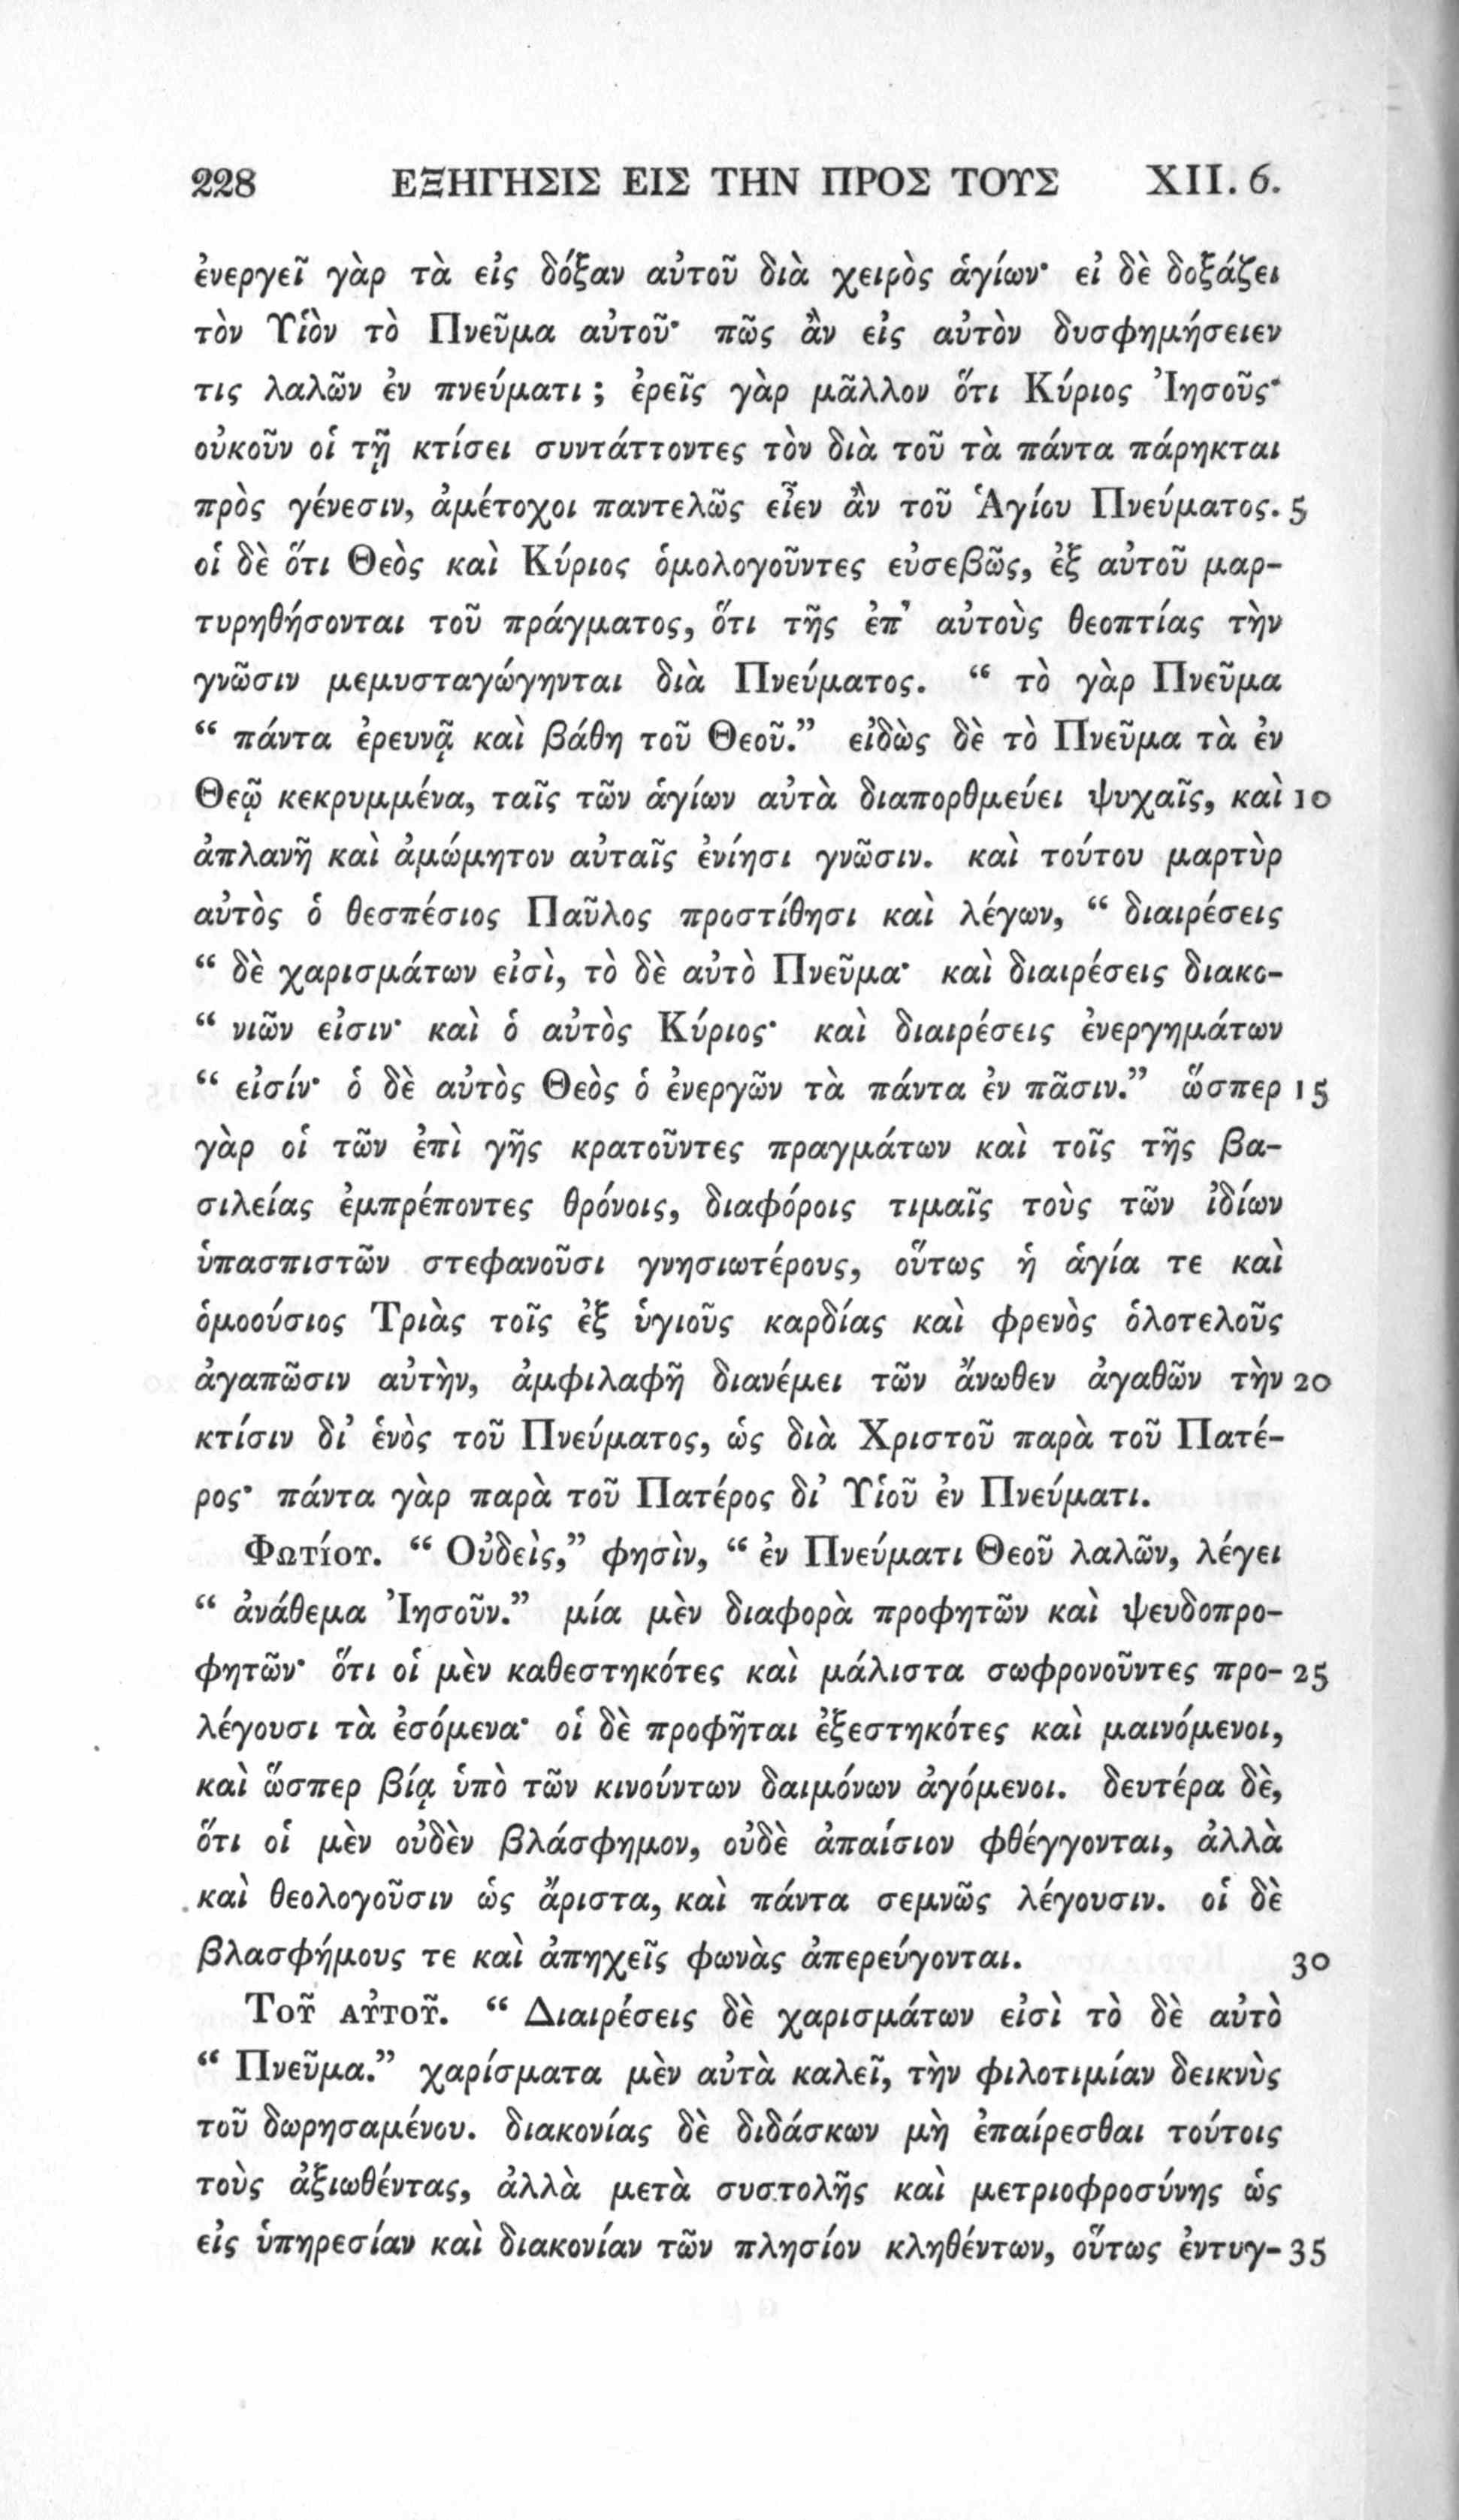 228 ΕΞΗΓΗΣΙΣ ΕΙΣ ΤΗΝ ΠΡΟΣ ΤΟΥΣ XII. 6.
ἐνεργεῖ γὰρ τὰ εἰς δόξαν αὐτοῦ διὰ χειρὸς ἁγίων· εἰ δὲ δοξάζει
τὸν Υἱὸν τὸ Πνεῦμα αὐτοῦ· πῶς ἂν εἰς αὐτὸν δυσφημήσειεν
τις λαλῶν ἐν πνεύματι ; ἐρεῖς γὰρ μᾶλλον ὅτι Κύριος Ἰησοῦς·
οὐκοῦν οἱ τῇ κτίσει συντάττοντες τὸν διὰ τοῦ τὰ πάντα πάρηκται
πρὸς γένεσιν, ἀμέτοχοι παντελῶς εἶεν ἂν τοῦ Ἁγίου Πνεύματος. 5
οἱ δὲ ὅτι Θεὸς καὶ Κύριος ὁμολογοῦντες εὐσεβῶς, ἐξ αὐτοῦ μαρ-
τυρηθήσονται τοῦ πράγματος, ὅτι τῆς ἐπ’ αὐτοὺς θεοπτίας τὴν
γνῶσιν μεμυσταγώγηνται διὰ Πνεύματος. “ τὸ γὰρ Πνεῦμα
“ πάντα ἐρευνᾷ καὶ βάθη τοῦ Θεοῦ.” εἰδὼς δὲ τὸ Πνεῦμα τὰ ἐν
Θεῷ κεκρυμμένα, ταῖς τῶν ἁγίων αὐτὰ διαπορθμεύει ψυχαῖς, καὶ 10
ἀπλανῆ καὶ ἀμώμητον αὐταῖς ἐνίησι γνῶσιν. καὶ τούτου μαρτὺρ
αὐτὸς ὁ θεσπέσιος Παῦλος προστίθησι καὶ λέγων, “ διαιρέσεις
“ δὲ χαρισμάτων εἰσὶ, τὸ δὲ αὐτὸ Πνεῦμα· καὶ διαιρέσεις διακο-
“ νιῶν εἰσιν· καὶ ὁ αὐτὸς Κύριος· καὶ διαιρέσεις ἐνεργημάτων
“ εἰσίν· ὁ δὲ αὐτὸς Θεὸς ὁ ἐνεργῶν τὰ πάντα ἐν πᾶσιν.” ὥσπερ 15
γὰρ οἱ τῶν ἐπὶ γῆς κρατοῦντες πραγμάτων καὶ τοῖς τῆς βα-
σιλείας ἐμπρέποντες θρόνοις, διαφόροις τιμαῖς τοὺς τῶν ἰδίων
ὑπασπιστῶν στεφανοῦσι γνησιωτέρους, οὕτως ἡ ἁγία τε καὶ
ὁμοούσιος Τριὰς τοῖς ἐξ ὑγιοῦς καρδίας καὶ φρενὸς ὁλοτελοῦς
ἀγαπῶσιν αὐτὴν, ἀμφιλαφῆ διανέμει τῶν ἄνωθεν ἀγαθῶν τὴν 20
κτίσιν δι’ ἑνὸς τοῦ Πνεύματος, ὡς διὰ Χριστοῦ παρὰ τοῦ Πατέ-
ρος· πάντα γὰρ παρὰ τοῦ Πατέρος δι’ Υἱοῦ ἐν Πνεύματι.
Φωτίου. “ Οὐδεὶς,” φησὶν, “ ἐν Πνεύματι Θεοῦ λαλῶν, λέγει
“ ἀνάθεμα Ἰησοῦν.” μία μὲν διαφορὰ προφητῶν καὶ ψευδοπρο-
φητῶν· ὅτι οἱ μὲν καθεστηκότες καὶ μάλιστα σωφρονοῦντες προ- 25
λέγουσι τὰ ἐσόμενα· οἱ δὲ προφῆται ἐξεστηκότες καὶ μαινόμενοι,
καὶ ὥσπερ βίᾳ ὑπὸ τῶν κινούντων δαιμόνων ἀγόμενοι. δευτέρα δὲ,
ὅτι οἱ μὲν οὐδὲν βλάσφημον, οὐδὲ ἀπαίσιον φθέγγονται, ἀλλὰ
καὶ θεολογοῦσιν ὡς ἄριστα, καὶ πάντα σεμνῶς λέγουσιν. οἱ δὲ
βλασφήμους τε καὶ ἀπηχεῖς φωνὰς ἀπερεύγονται. 30
Τοῦ αὐτοῦ. “ Διαιρέσεις δὲ χαρισμάτων εἰσὶ τὸ δὲ αὐτὸ
“ Πνεῦμα.” χαρίσματα μὲν αὐτὰ καλεῖ, τὴν φιλοτιμίαν δεικνὺς
τοῦ δωρησαμένου. διακονίας δὲ διδάσκων μὴ ἐπαίρεσθαι τούτοις
τοὺς ἀξιωθέντας, ἀλλὰ μετὰ συστολῆς καὶ μετριοφροσύνης ὡς
εἰς ὑπηρεσίαν καὶ διακονίαν τῶν πλησίον κληθέντων, οὕτως ἐντυγ- 35